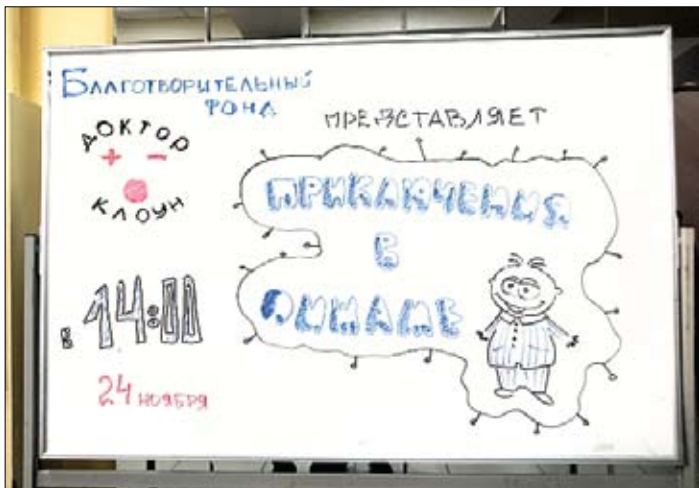 БЛАГОТВОРИТЕЛЬНЫЙ
ФОНД
ДОКТОР
+ -
КЛОУН
ПРЕДСТАВЛЯЕТ
ПРИКЛЮЧЕНИЯ
В
ПИЖАМЕ
в 14:00
24 НОЯБРЯ